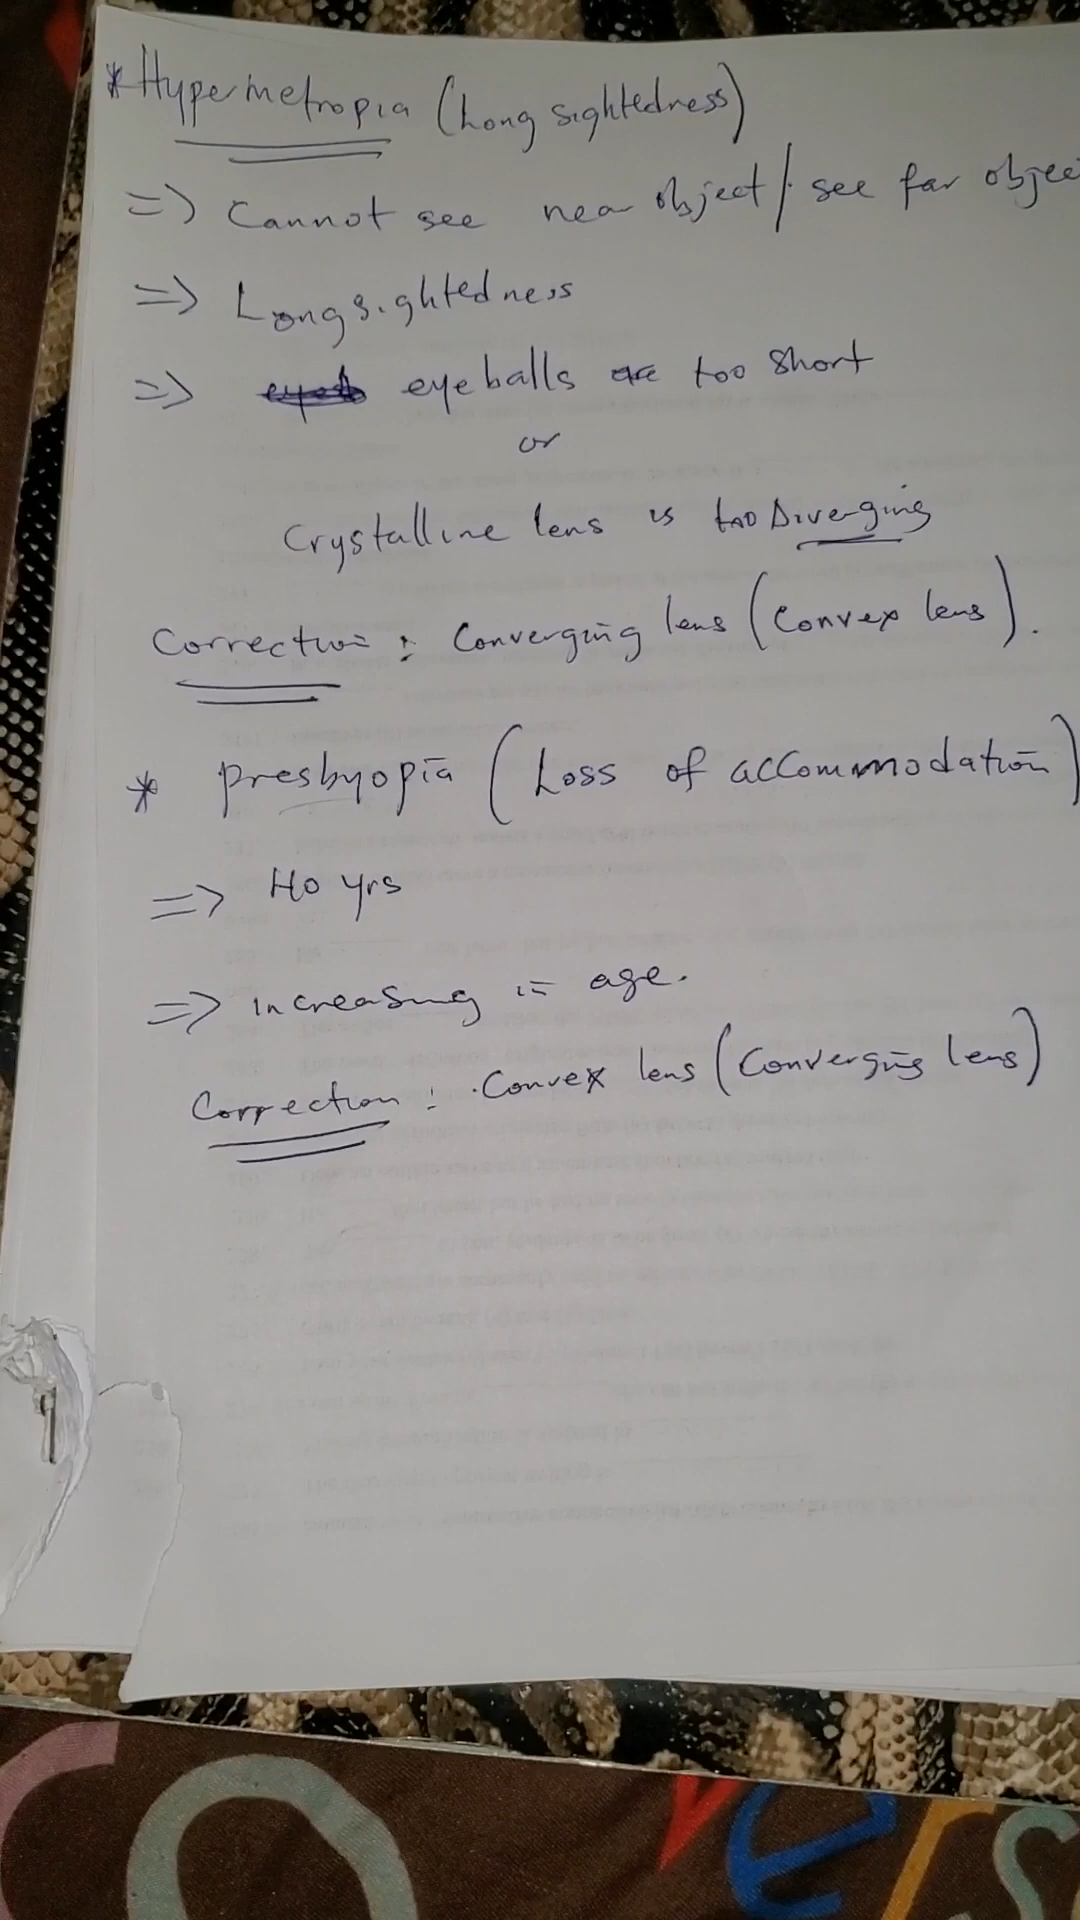 * Hypermetropia (Long sightedness)
=> Cannot see near object / see far objec
=> Longsightedness
=> eyeballs are too short
or
Crystalline lens is too Diverging
Correction : Converging lens (Convex lens).
* Presbyopia (Loss of accommodation)
=> 40 yrs
=> increasing in age.
Correction : Convex lens (Converging lens)